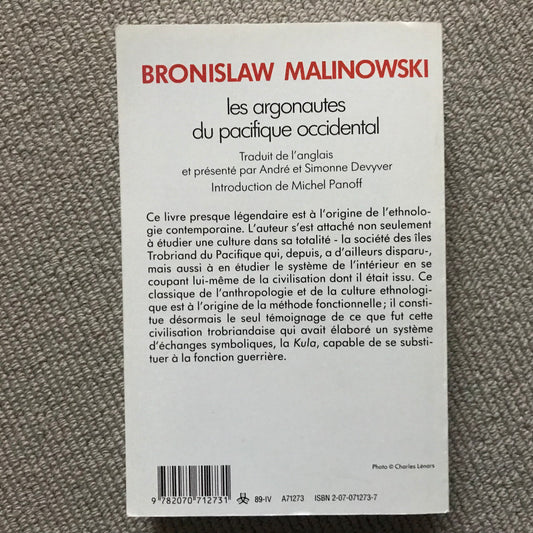 BRONISLAW MALINOWSKI
les argonautes
du pacifique occidental
Traduit de l'anglais
et présenté par André et Simonne Devyver
Introduction de Michel Panoff
Ce livre presque légendaire est à l'origine de l'ethnolo-
gie contemporaine. L'auteur s'est attaché non seulement
à étudier une culture dans sa totalité - la société des îles
Trobriand du Pacifique qui, depuis, a d'ailleurs disparu-,
mais aussi à en étudier le système de l'intérieur en se
coupant lui-même de la civilisation dont il était issu. Ce
classique de l'anthropologie et de la culture ethnologi-
que est à l'origine de la méthode fonctionnelle ; il consti-
tue désormais le seul témoignage de ce que fut cette
civilisation trobriandaise qui avait élaboré un système
d'échanges symboliques, la Kula, capable de se substi-
tuer à la fonction guerrière.
Photo © Charles Lénars
9 782070 712731
89-IV A71273 ISBN 2-07-071273-7